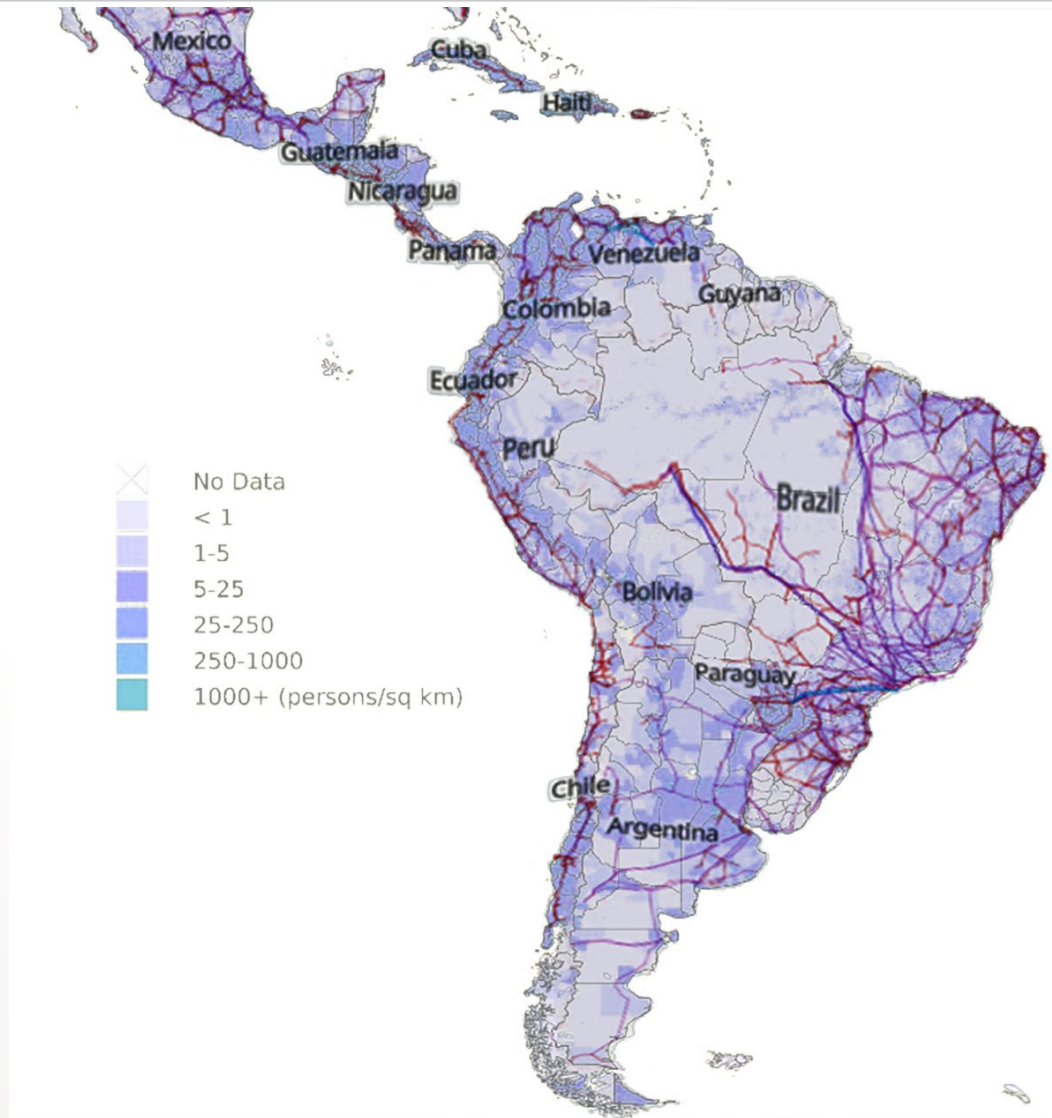 Mexico
Cuba
Haiti
Guatemala
Nicaragua
Panama
Venezuela
Guyana
Colombia
Ecuador
Peru
Brazil
No Data
< 1
1-5
5-25
25-250
250-1000
1000+ (persons/sq km)
Bolivia
Paraguay
Chile
Argentina